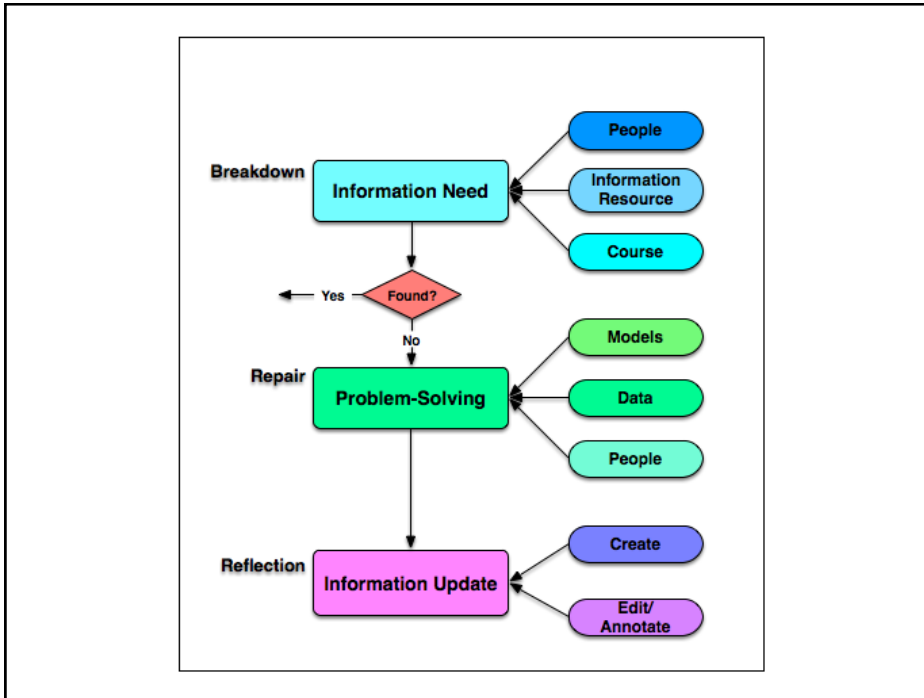 People
Breakdown
Information Need
Information
Resource
Course
Yes
Found?
No
Models
Repair
Problem-Solving
Data
People
Create
Reflection
Information Update
Edit/
Annotate